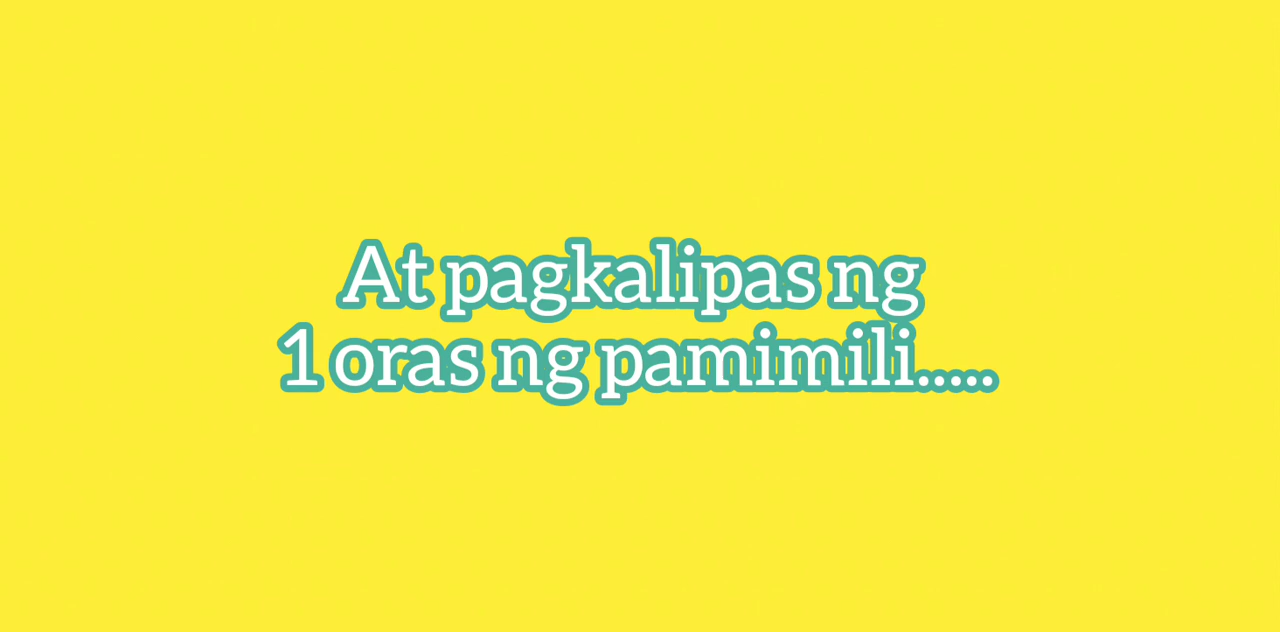 At pagkalipas ng
1 oras ng pamimili.....